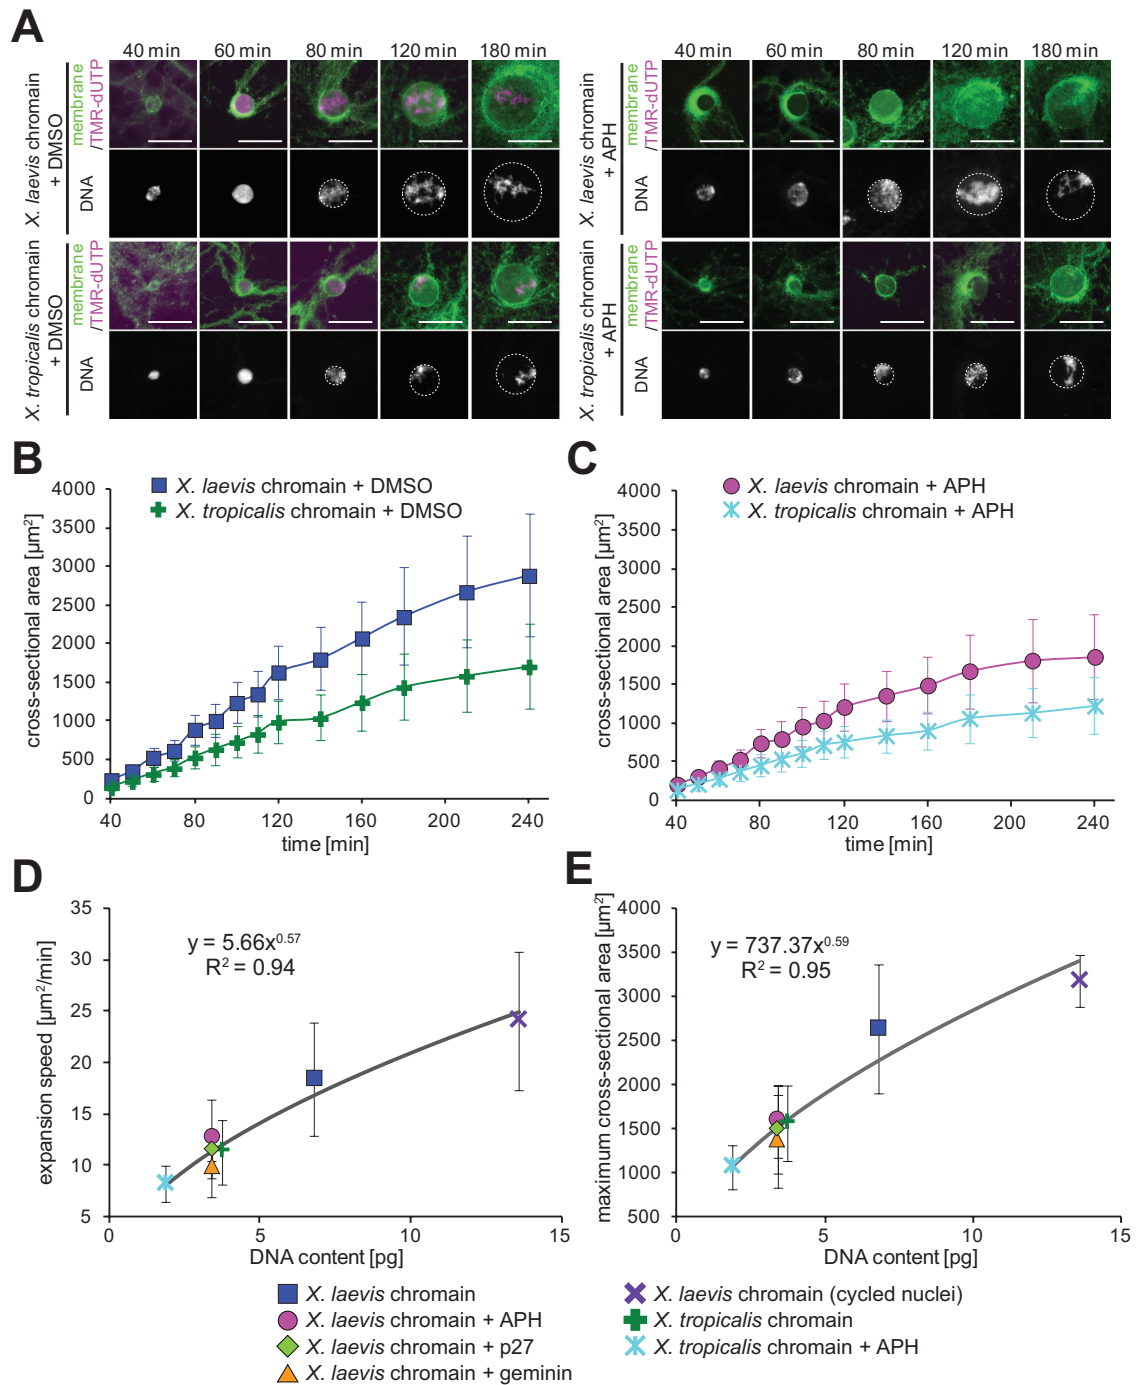 A
40 min 60 min 80 min 120 min 180 min
40 min 60 min 80 min 120 min 180 min
X. laevis chromain
+ DMSO
membrane
/TMR-dUTP
DNA
X. tropicalis chromain
+ DMSO
membrane
/TMR-dUTP
DNA
X. laevis chromain
+ APH
membrane
/TMR-dUTP
DNA
X. tropicalis chromain
+ APH
membrane
/TMR-dUTP
DNA
B
X. laevis chromain + DMSO
X. tropicalis chromain + DMSO
cross-sectional area [µm²]
4000
3500
3000
2500
2000
1500
1000
500
0
40 80 120 160 200 240
time [min]
C
X. laevis chromain + APH
X. tropicalis chromain + APH
cross-sectional area [µm²]
4000
3500
3000
2500
2000
1500
1000
500
0
40 80 120 160 200 240
time [min]
D
y = 5.66x^0.57
R² = 0.94
expansion speed [µm²/min]
35
30
25
20
15
10
5
0 5 10 15
DNA content [pg]
E
y = 737.37x^0.59
R² = 0.95
maximum cross-sectional area [µm²]
4000
3500
3000
2500
2000
1500
1000
500
0 5 10 15
DNA content [pg]
X. laevis chromain
X. laevis chromain + APH
X. laevis chromain + p27
X. laevis chromain + geminin
X. laevis chromain (cycled nuclei)
X. tropicalis chromain
X. tropicalis chromain + APH